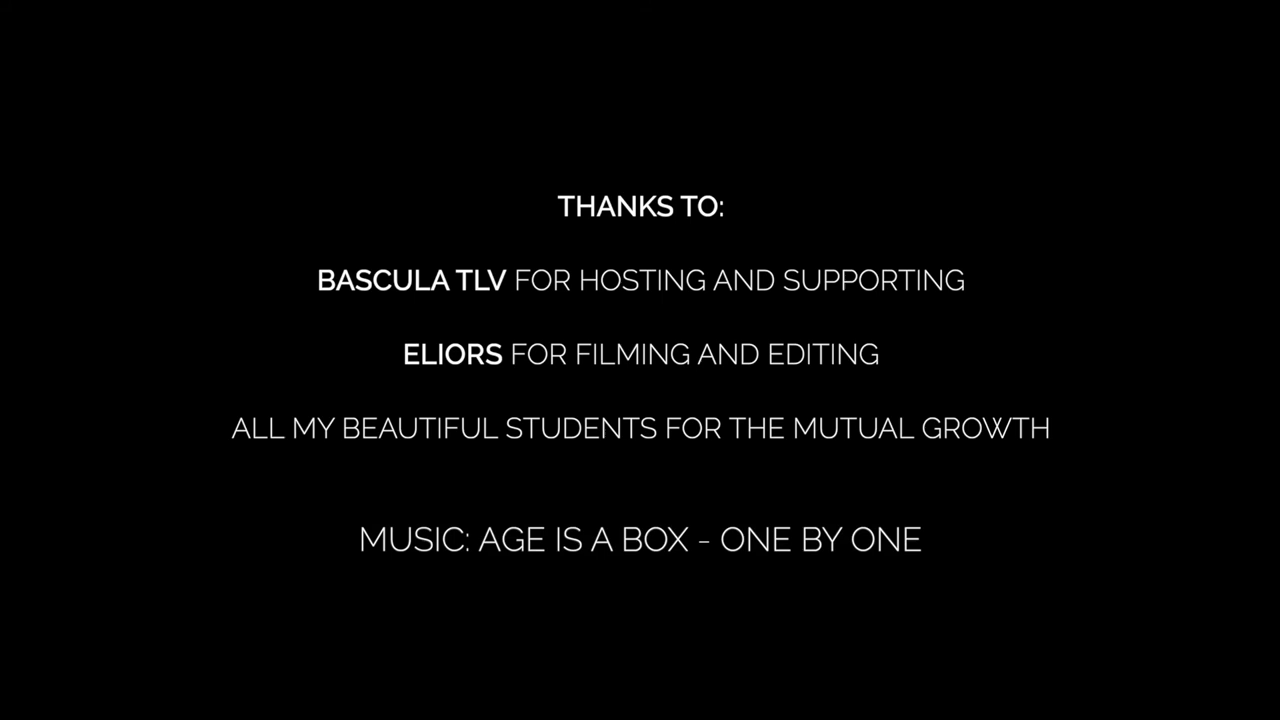 THANKS TO:
BASCULA TLV FOR HOSTING AND SUPPORTING
ELIORS FOR FILMING AND EDITING
ALL MY BEAUTIFUL STUDENTS FOR THE MUTUAL GROWTH
MUSIC: AGE IS A BOX - ONE BY ONE